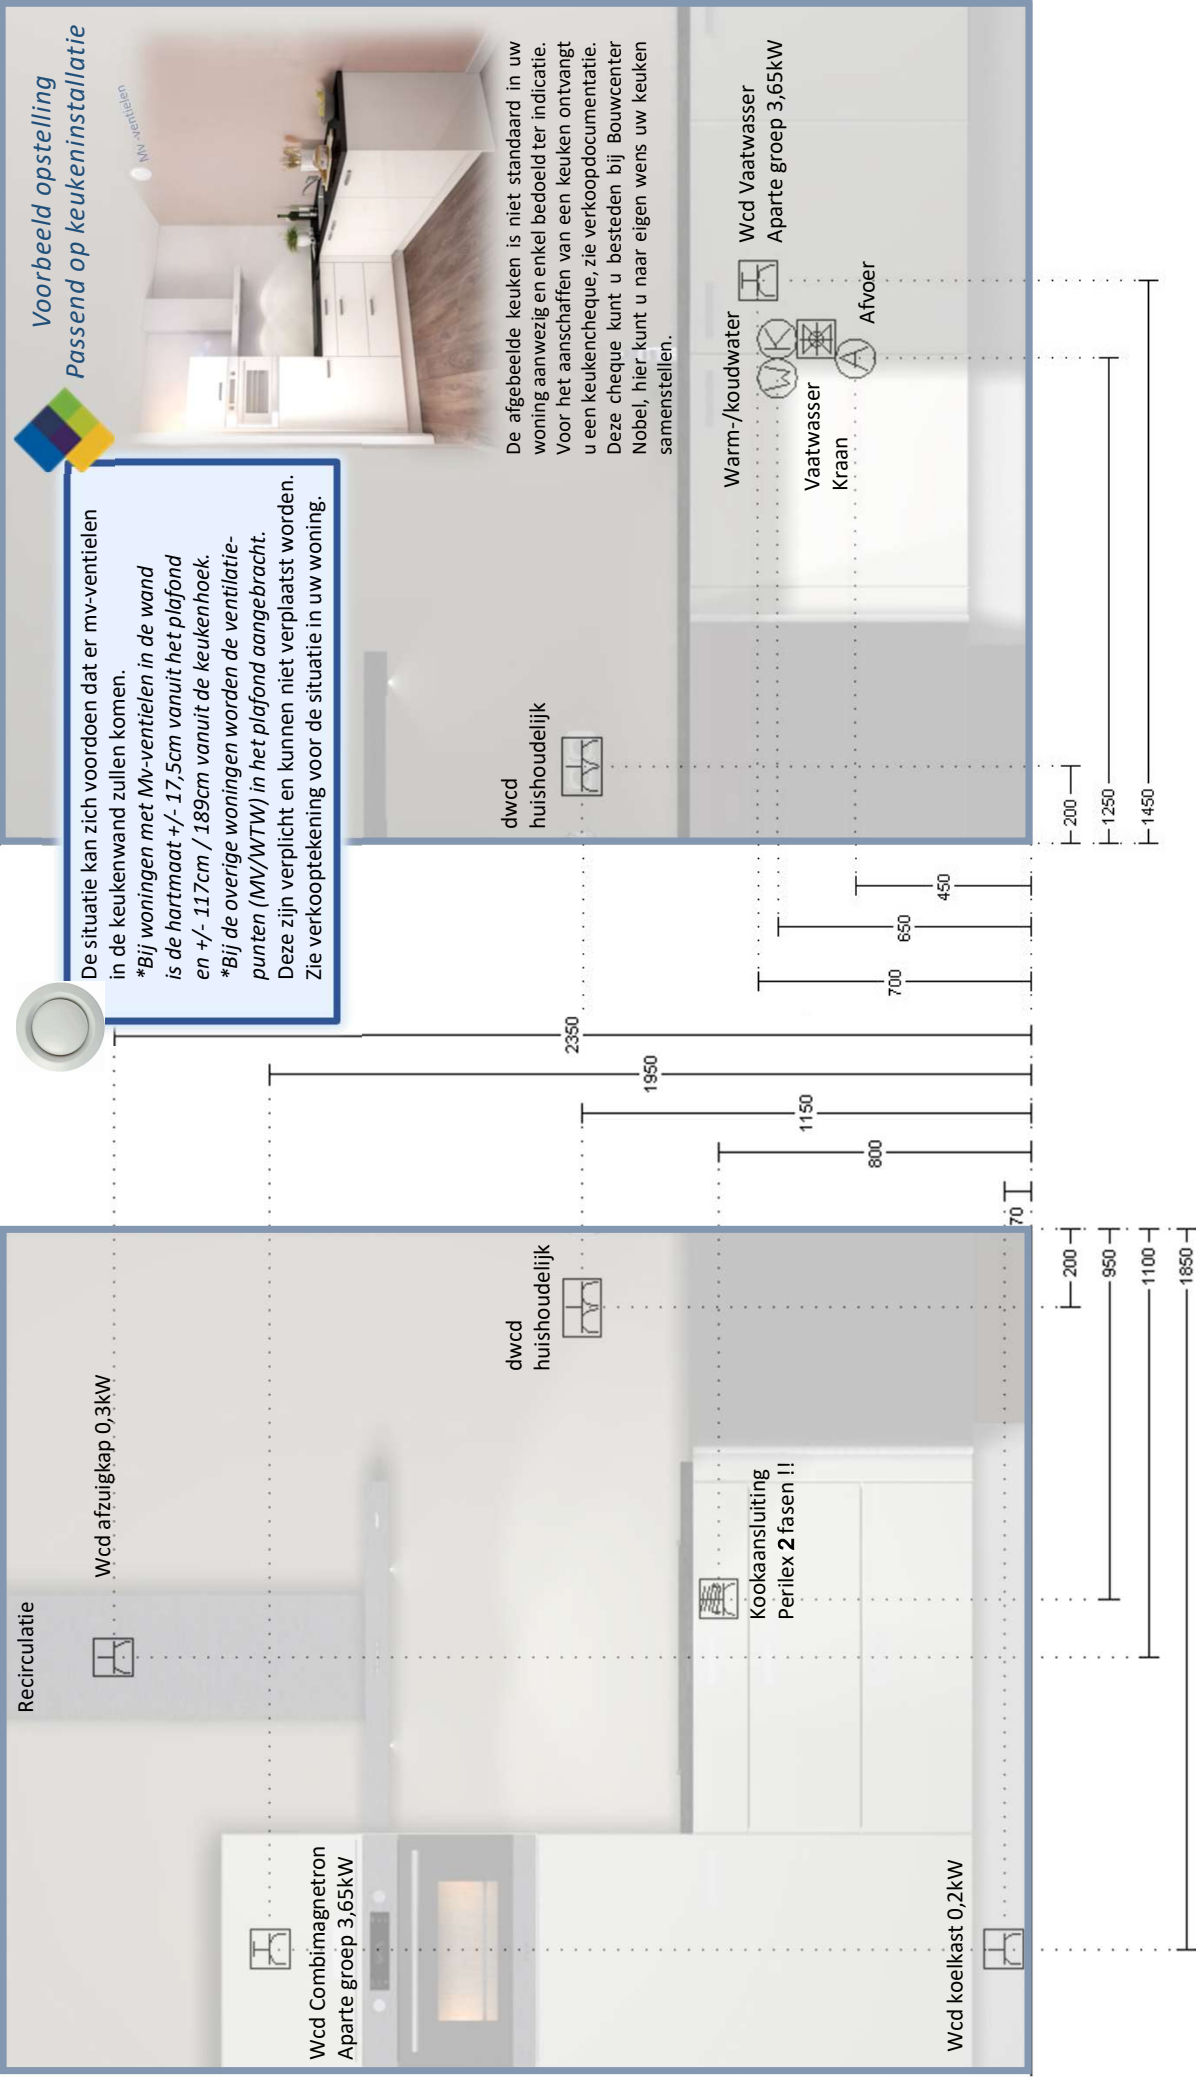 Voorbeeld opstelling
Passend op keukeninstallatie
Mv-ventielen
De situatie kan zich voordoen dat er mv-ventielen
in de keukenwand zullen komen.
*Bij woningen met Mv-ventielen in de wand
is de hartmaat +/- 17,5cm vanuit het plafond
en +/- 117cm / 189cm vanuit de keukenhoek.
*Bij de overige woningen worden de ventilatie-
punten (MV/WTW) in het plafond aangebracht.
Deze zijn verplicht en kunnen niet verplaatst worden.
Zie verkooptekening voor de situatie in uw woning.
De afgebeelde keuken is niet standaard in uw
woning aanwezig en enkel bedoeld ter indicatie.
Voor het aanschaffen van een keuken ontvangt
u een keukencheque, zie verkoopdocumentatie.
Deze cheque kunt u besteden bij Bouwcenter
Nobel, hier kunt u naar eigen wens uw keuken
samenstellen.
Recirculatie
Wcd afzuigkap 0,3kW
Wcd Combimagnetron
Aparte groep 3,65kW
dwcd
huishoudelijk
Kookaansluiting
Perilex 2 fasen !!
Wcd koelkast 0,2kW
dwcd
huishoudelijk
Warm-/koudwater
Wcd Vaatwasser
Aparte groep 3,65kW
W
K
Vaatwasser
Kraan
A
Afvoer
2350
1950
1150
800
70
700
650
450
200
950
1100
1850
200
1250
1450